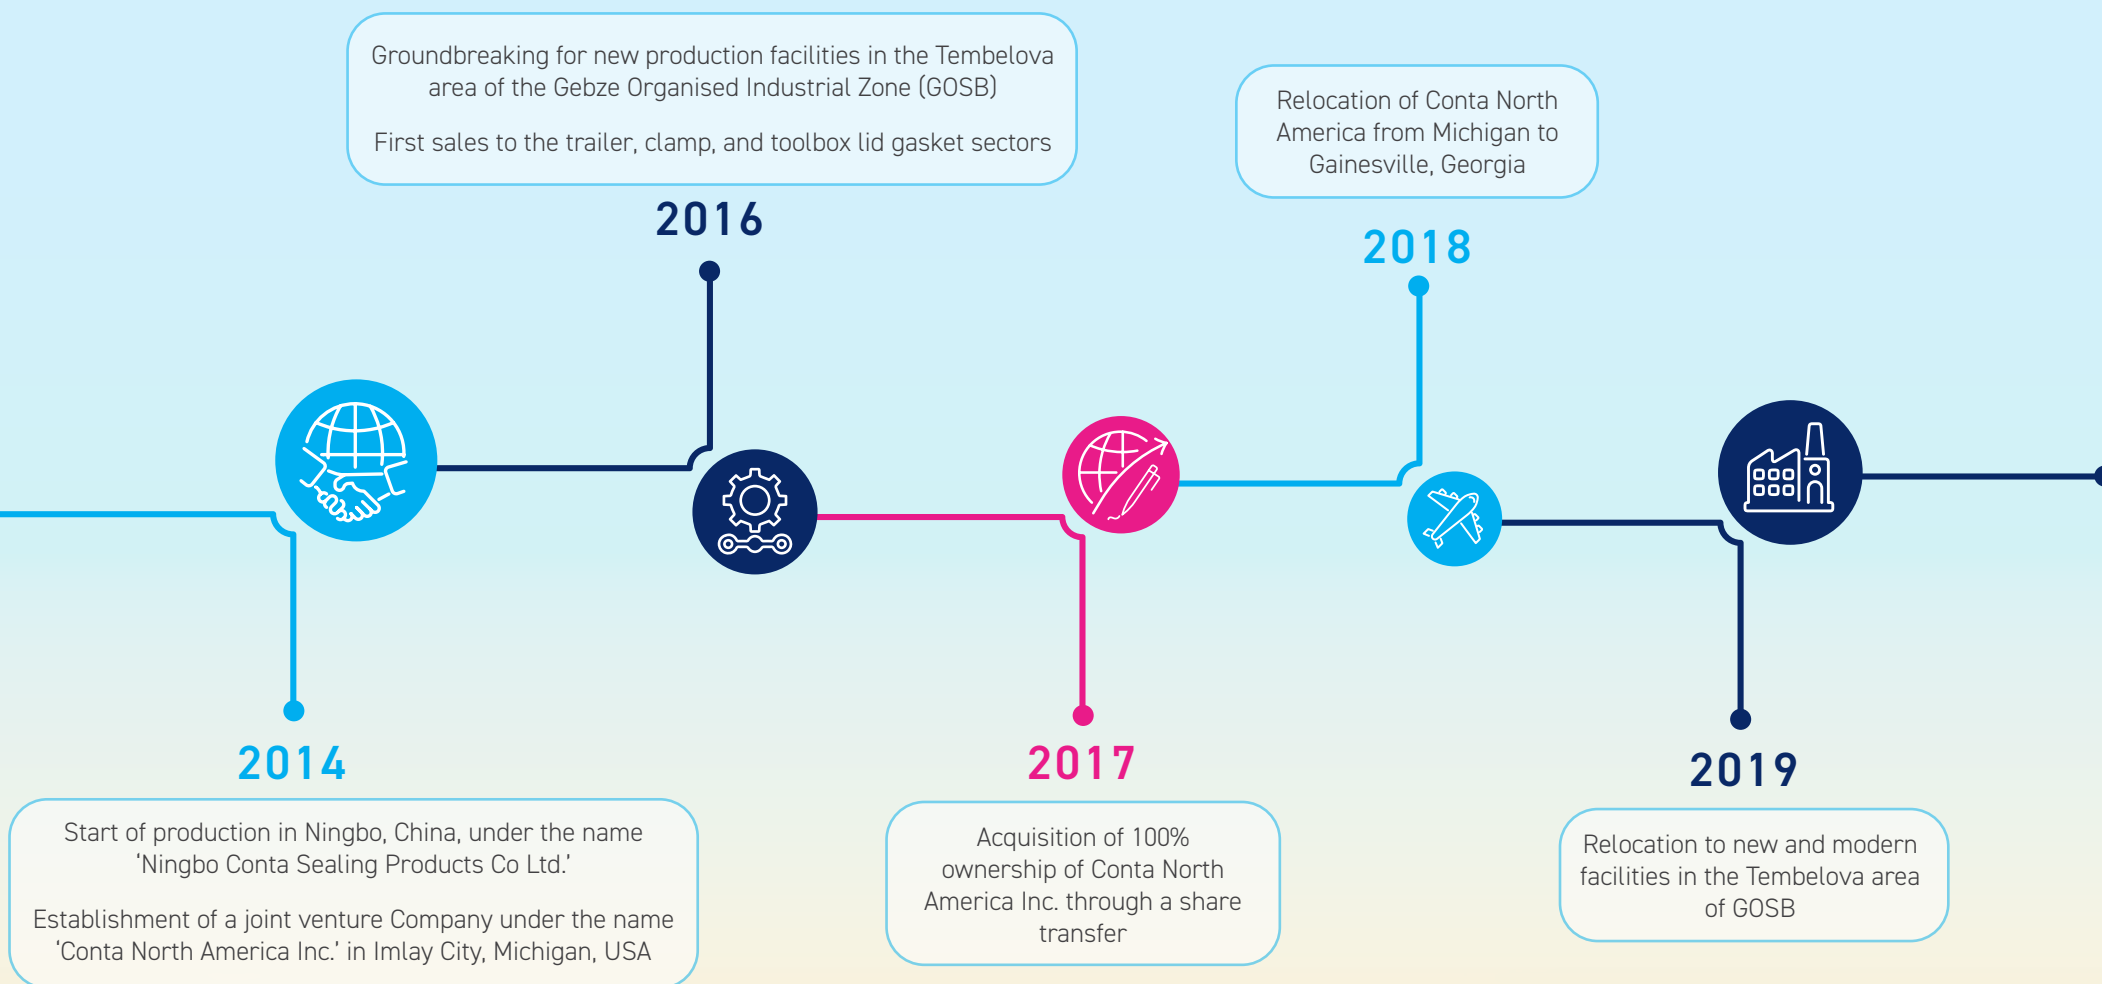 Groundbreaking for new production facilities in the Tembelova
area of the Gebze Organised Industrial Zone (GOSB)
First sales to the trailer, clamp, and toolbox lid gasket sectors
2016
Relocation of Conta North
America from Michigan to
Gainesville, Georgia
2018
2014
Start of production in Ningbo, China, under the name
‘Ningbo Conta Sealing Products Co Ltd.’
Establishment of a joint venture Company under the name
‘Conta North America Inc.’ in Imlay City, Michigan, USA
2017
Acquisition of 100%
ownership of Conta North
America Inc. through a share
transfer
2019
Relocation to new and modern
facilities in the Tembelova area
of GOSB